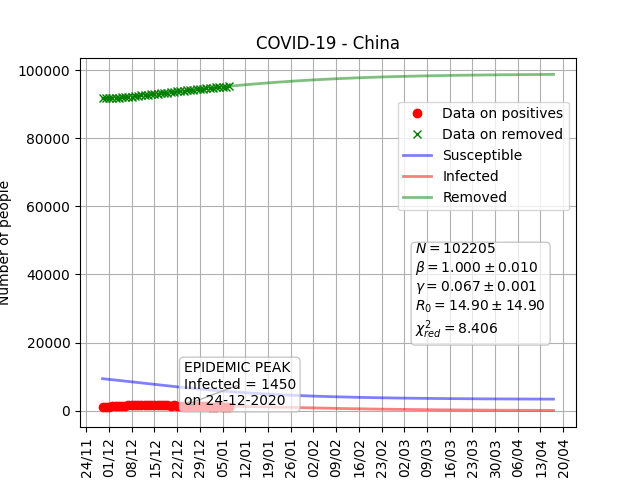 COVID-19 - China
Number of people
100000
80000
60000
40000
20000
0
Data on positives
Data on removed
Susceptible
Infected
Removed
N = 102205
β = 1.000 ± 0.010
γ = 0.067 ± 0.001
R₀ = 14.90 ± 14.90
χ²red = 8.406
EPIDEMIC PEAK
Infected = 1450
on 24-12-2020
24/11 01/12 08/12 15/12 22/12 29/12 05/01 12/01 19/01 26/01 02/02 09/02 16/02 23/02 02/03 09/03 16/03 23/03 30/03 06/04 13/04 20/04